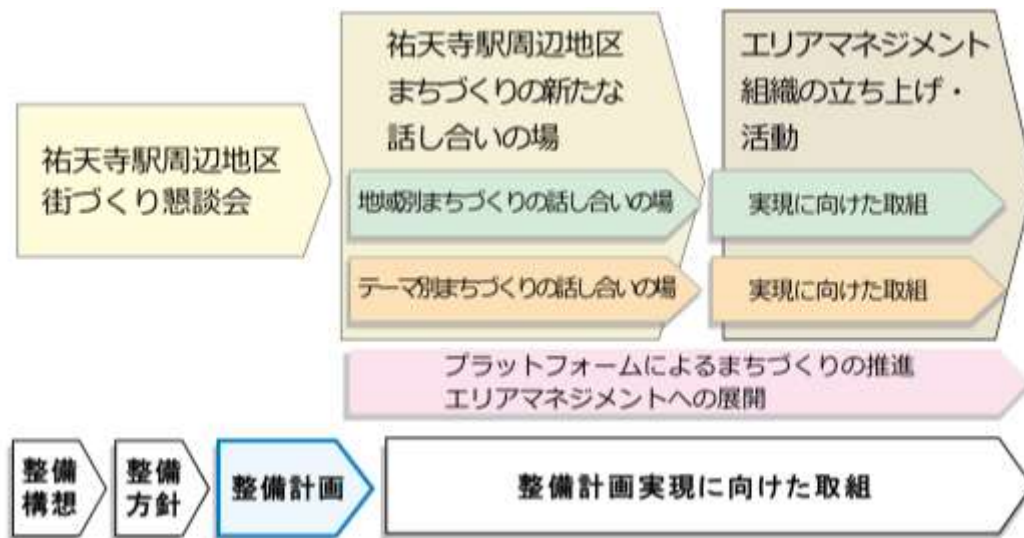 祐天寺駅周辺地区
街づくり懇談会
祐天寺駅周辺地区
まちづくりの新たな
話し合いの場
地域別まちづくりの話し合いの場
テーマ別まちづくりの話し合いの場
エリアマネジメント
組織の立ち上げ・
活動
実現に向けた取組
実現に向けた取組
プラットフォームによるまちづくりの推進
エリアマネジメントへの展開
整備
構想
整備
方針
整備計画
整備計画実現に向けた取組